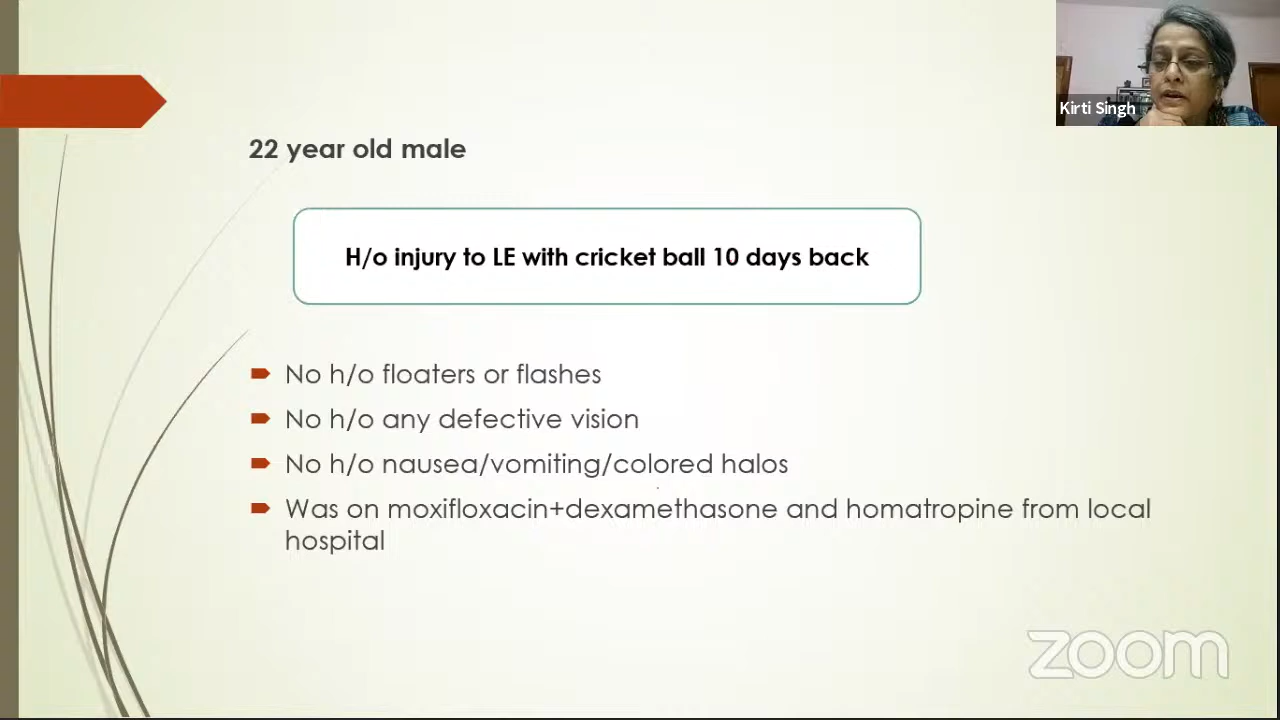 Kirti Singh
22 year old male
H/o injury to LE with cricket ball 10 days back
No h/o floaters or flashes
No h/o any defective vision
No h/o nausea/vomiting/colored halos
Was on moxifloxacin+dexamethasone and homatropine from local
hospital
zoom